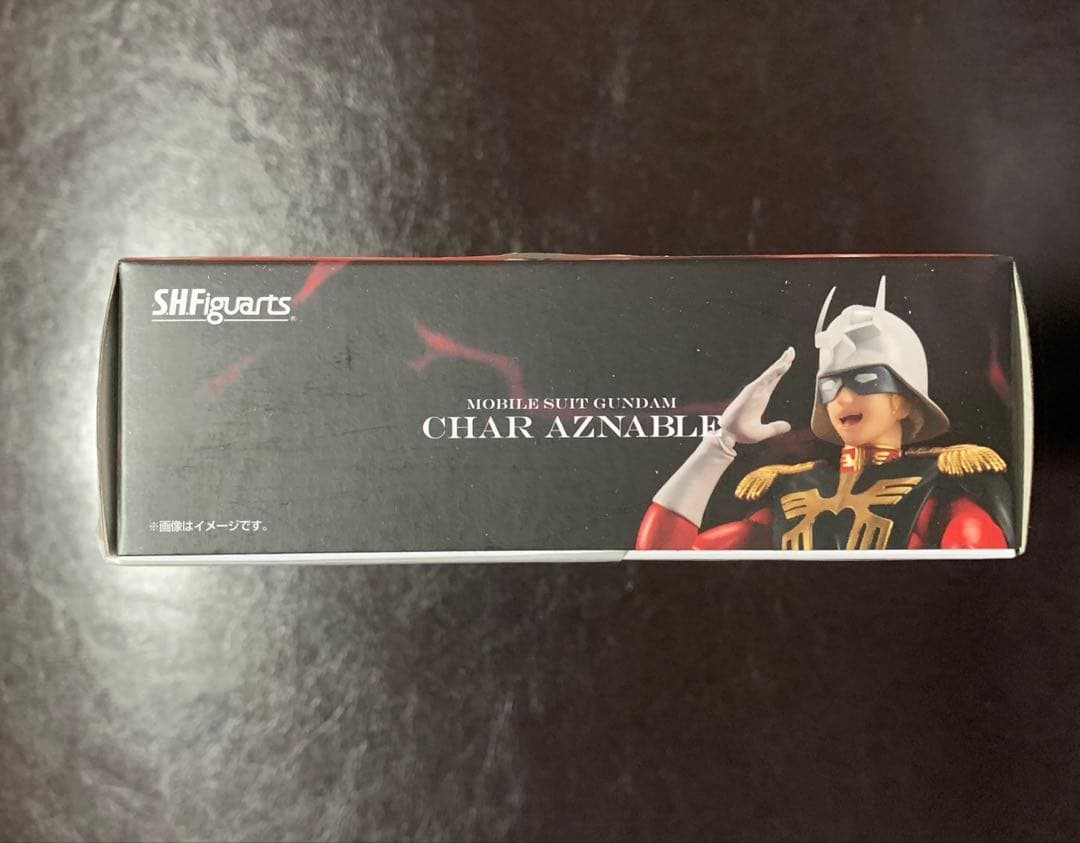 S.H.Figuarts
MOBILE SUIT GUNDAM
CHAR AZNABLE
※画像はイメージです。